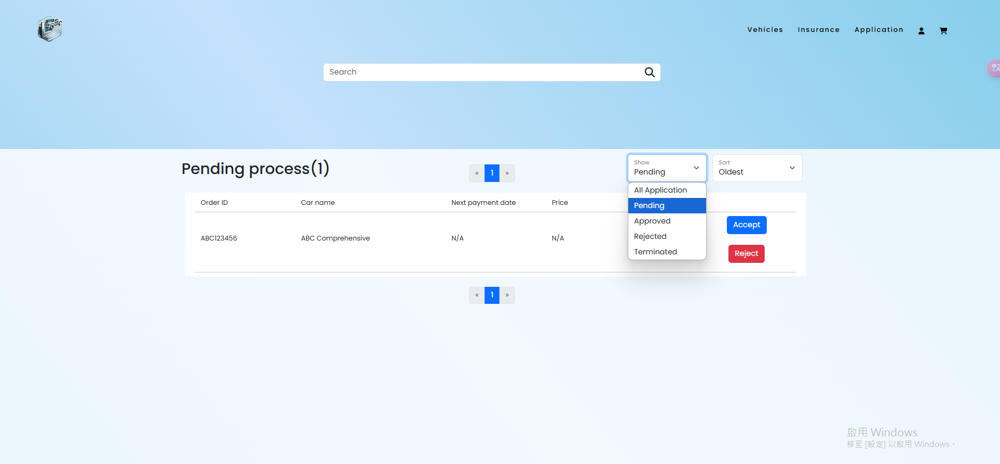 Vehicles Insurance Application
Search
中
A
Pending process(1)
« 1 »
Show
Pending
Sort
Oldest
All Application
Pending
Approved
Rejected
Terminated
Order ID Car name Next payment date Price
ABC123456 ABC Comprehensive N/A N/A
Accept
Reject
« 1 »
啟用 Windows
移至 [設定] 以啟用 Windows。